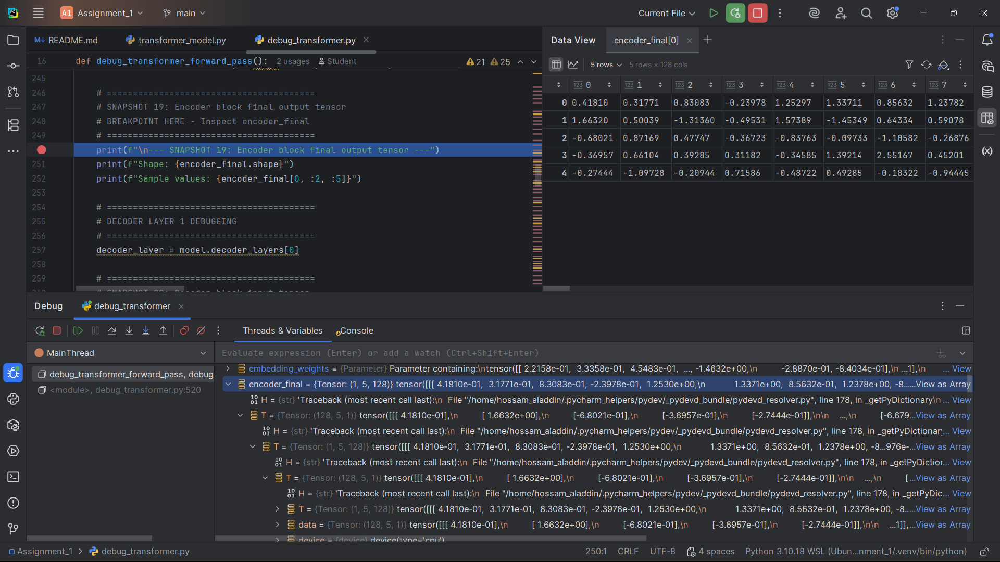 PC A1 Assignment_1 main Current File
README.md transformer_model.py debug_transformer.py
16 def debug_transformer_forward_pass(): 2 usages Student 21 25
245
246 # ========================================
247 # SNAPSHOT 19: Encoder block final output tensor
248 # BREAKPOINT HERE - Inspect encoder_final
249 # ========================================
print(f"\n--- SNAPSHOT 19: Encoder block final output tensor ---")
251 print(f"Shape: {encoder_final.shape}")
252 print(f"Sample values: {encoder_final[0, :2, :5]}")
253
254 # ========================================
255 # DECODER LAYER 1 DEBUGGING
256 # ========================================
257 decoder_layer = model.decoder_layers[0]
258
259 # ========================================
Data View encoder_final[0]
5 rows 5 rows × 128 cols
123 0 123 1 123 2 123 3 123 4 123 5 123 6 123 7
0 0.41810 0.31771 0.83083 -0.23978 1.25297 1.33711 0.85632 1.23782
1 1.66320 0.50039 -1.31360 -0.49531 1.57389 -1.45349 0.64334 0.59078
2 -0.68021 0.87169 0.47747 -0.36723 -0.83763 -0.09733 -1.10582 -0.26876
3 -0.36957 0.66104 0.39285 0.31182 -0.34585 1.39214 2.55167 0.45201
4 -0.27444 -1.09728 -0.20944 0.71586 -0.48722 0.49285 -0.18322 -0.94445
Debug debug_transformer
Threads & Variables Console
MainThread
Evaluate expression (Enter) or add a watch (Ctrl+Shift+Enter)
debug_transformer_forward_pass, debug_
<module>, debug_transformer.py:520
embedding_weights = {Parameter} Parameter containing:\ntensor([[ 2.2158e-01, 3.3358e-01, 4.5483e-01, ..., -1.4632e+00,\n -2.8870e-01, -8.4034e-01],\n ...1],\n ... View
encoder_final = {Tensor: (1, 5, 128)} tensor([[[ 4.1810e-01, 3.1771e-01, 8.3083e-01, -2.3978e-01, 1.2530e+00,\n 1.3371e+00, 8.5632e-01, 1.2378e+00, -8.…...View as Array
H = {str} 'Traceback (most recent call last):\n File "/home/hossam_aladdin/.pycharm_helpers/pydev/_pydevd_bundle/pydevd_resolver.py", line 178, in _getPyDictionary\n ... View
T = {Tensor: (128, 5, 1)} tensor([[[ 4.1810e-01],\n [ 1.6632e+00],\n [-6.8021e-01],\n [-3.6957e-01],\n [-2.7444e-01]],\n\n ...,\n [-6.679...View as Array
H = {str} 'Traceback (most recent call last):\n File "/home/hossam_aladdin/.pycharm_helpers/pydev/_pydevd_bundle/pydevd_resolver.py", line 178, in _getPyDictionary... View
T = {Tensor: (1, 5, 128)} tensor([[[ 4.1810e-01, 3.1771e-01, 8.3083e-01, -2.3978e-01, 1.2530e+00,\n 1.3371e+00, 8.5632e-01, 1.2378e+00, -8...976e-...View as Array
H = {str} 'Traceback (most recent call last):\n File "/home/hossam_aladdin/.pycharm_helpers/pydev/_pydevd_bundle/pydevd_resolver.py", line 178, in _getPyDictior... View
T = {Tensor: (128, 5, 1)} tensor([[[ 4.1810e-01],\n [ 1.6632e+00],\n [-6.8021e-01],\n [-3.6957e-01],\n [-2.7444e-01]],\n\n ...,\n [...View as Array
H = {str} 'Traceback (most recent call last):\n File "/home/hossam_aladdin/.pycharm_helpers/pydev/_pydevd_bundle/pydevd_resolver.py", line 178, in _getPyDic... View
T = {Tensor: (1, 5, 128)} tensor([[[ 4.1810e-01, 3.1771e-01, 8.3083e-01, -2.3978e-01, 1.2530e+00,\n 1.3371e+00, 8.5632e-01, 1.2378e+00, -8....View as Array
data = {Tensor: (128, 5, 1)} tensor([[[ 4.1810e-01],\n [ 1.6632e+00],\n [-6.8021e-01],\n [-3.6957e-01],\n [-2.7444e-01]],\n\n ...1]],...View as Array
device = {device} device(type='cpu')
Assignment_1 > debug_transformer.py 250:1 CRLF UTF-8 4 spaces Python 3.10.18 WSL (Ubun...nment_1/.venv/bin/python)